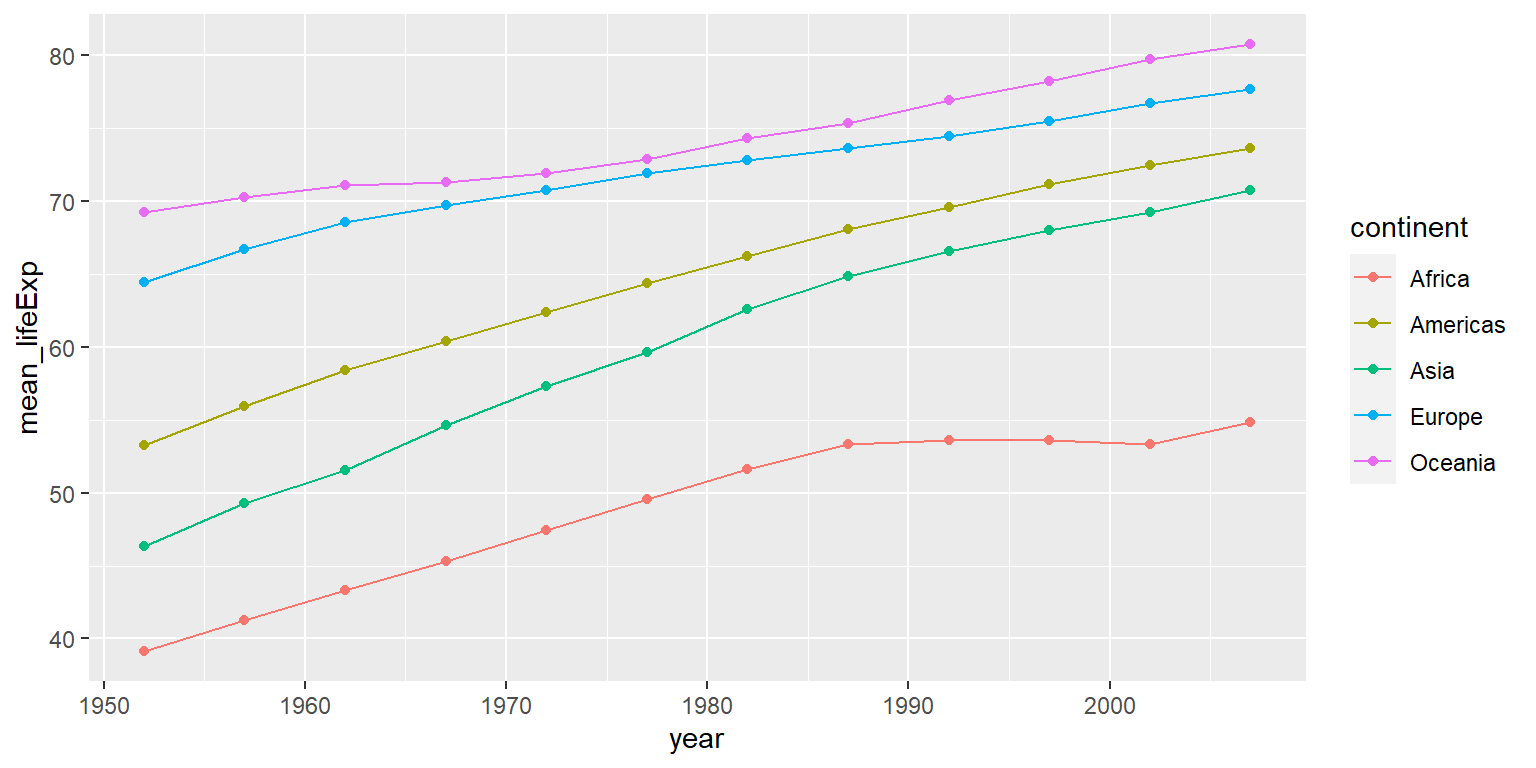 80
70
60
50
40
mean_lifeExp
1950 1960 1970 1980 1990 2000
year
continent
Africa
Americas
Asia
Europe
Oceania